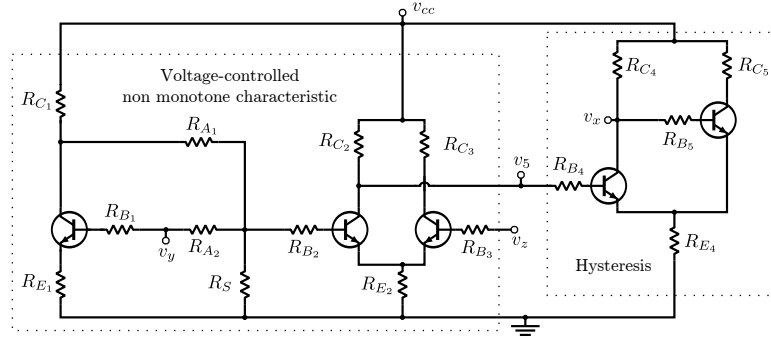 v_cc
Voltage-controlled
non monotone characteristic
R_C1
R_A1
R_C2
R_C3
R_C4
R_C5
v_x
R_B5
v_5
R_B4
R_B1
v_y
R_A2
R_B2
R_B3
v_z
R_E1
R_S
R_E2
R_E4
Hysteresis